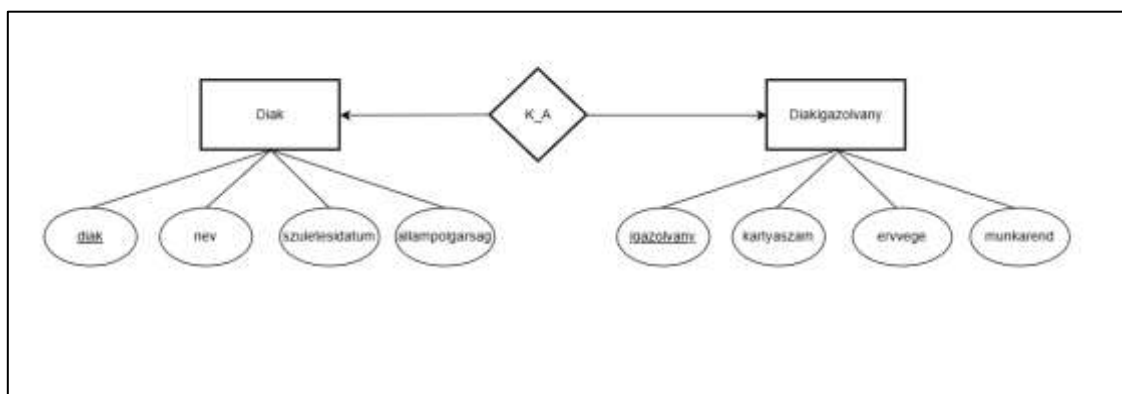 Diak
K_A
Diakigazolvany
diak
nev
szuletesidatum
allampolgarsag
igazolvany
kartyaszam
ervvege
munkarend